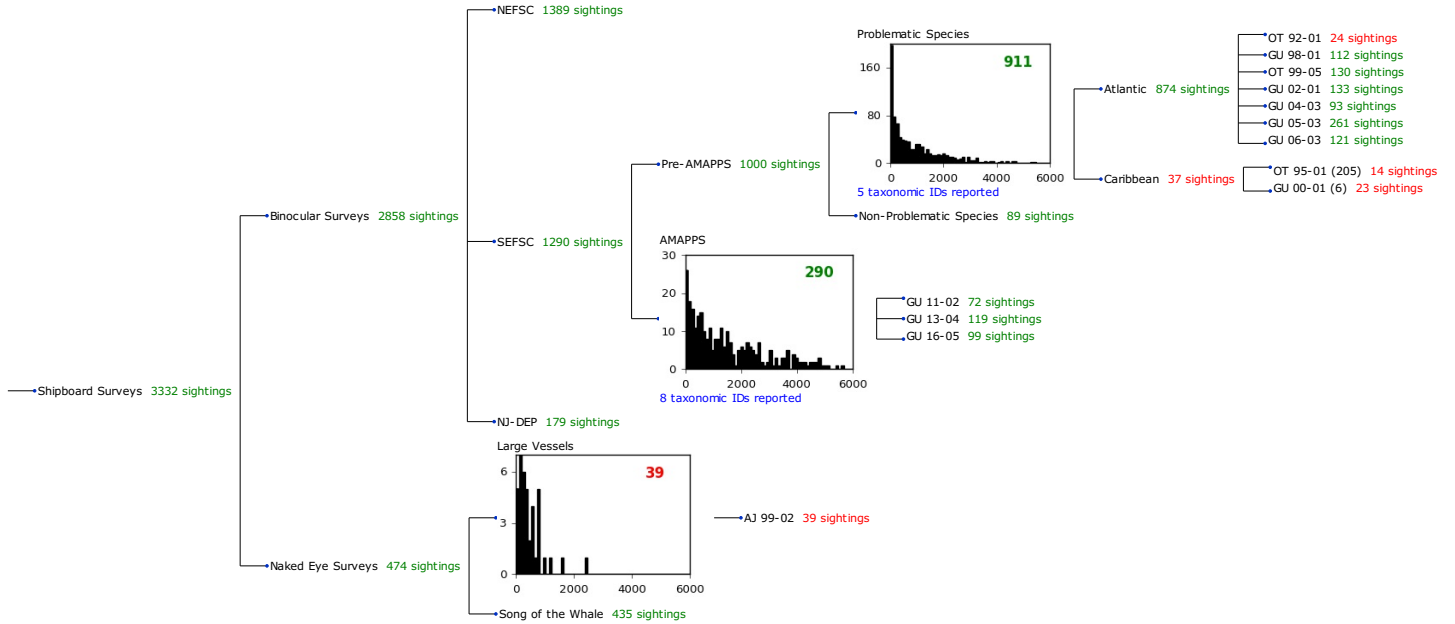 NEFSC 1389 sightings
Problematic Species
911
160
80
0
0 2000 4000 6000
5 taxonomic IDs reported
Atlantic 874 sightings
OT 92-01 24 sightings
GU 98-01 112 sightings
OT 99-05 130 sightings
GU 02-01 133 sightings
GU 04-03 93 sightings
GU 05-03 261 sightings
GU 06-03 121 sightings
Pre-AMAPPS 1000 sightings
Caribbean 37 sightings
OT 95-01 (205) 14 sightings
GU 00-01 (6) 23 sightings
Binocular Surveys 2858 sightings
Non-Problematic Species 89 sightings
SEFSC 1290 sightings
AMAPPS
290
30
20
10
0
0 2000 4000 6000
8 taxonomic IDs reported
GU 11-02 72 sightings
GU 13-04 119 sightings
GU 16-05 99 sightings
Shipboard Surveys 3332 sightings
NJ-DEP 179 sightings
Large Vessels
39
6
3
0
0 2000 4000 6000
AJ 99-02 39 sightings
Naked Eye Surveys 474 sightings
Song of the Whale 435 sightings